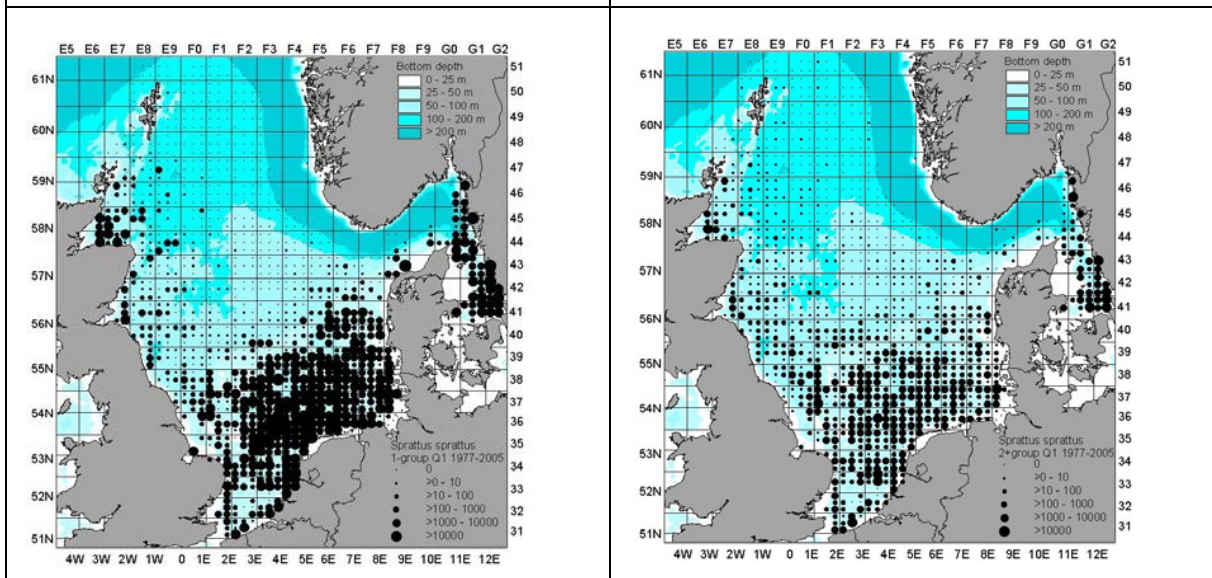 E5 E6 E7 E8 E9 F0 F1 F2 F3 F4 F5 F6 F7 F8 F9 G0 G1 G2
61N
60N
59N
58N
57N
56N
55N
54N
53N
52N
51N
Bottom depth
0 - 25 m
25 - 50 m
50 - 100 m
100 - 200 m
> 200 m
51
50
49
48
47
46
45
44
43
42
41
40
39
38
37
36
35
34
33
32
31
Sprattus sprattus
1-group Q1 1977-2005
0
>0 - 10
>10 - 100
>100 - 1000
>1000 - 10000
>10000
4W 3W 2W 1W 0 1E 2E 3E 4E 5E 6E 7E 8E 9E 10E 11E 12E
E5 E6 E7 E8 E9 F0 F1 F2 F3 F4 F5 F6 F7 F8 F9 G0 G1 G2
61N
60N
59N
58N
57N
56N
55N
54N
53N
52N
51N
Bottom depth
0 - 25 m
25 - 50 m
50 - 100 m
100 - 200 m
> 200 m
51
50
49
48
47
46
45
44
43
42
41
40
39
38
37
36
35
34
33
32
31
Sprattus sprattus
2+group Q1 1977-2005
0
>0 - 10
>10 - 100
>100 - 1000
>1000 - 10000
>10000
4W 3W 2W 1W 0 1E 2E 3E 4E 5E 6E 7E 8E 9E 10E 11E 12E